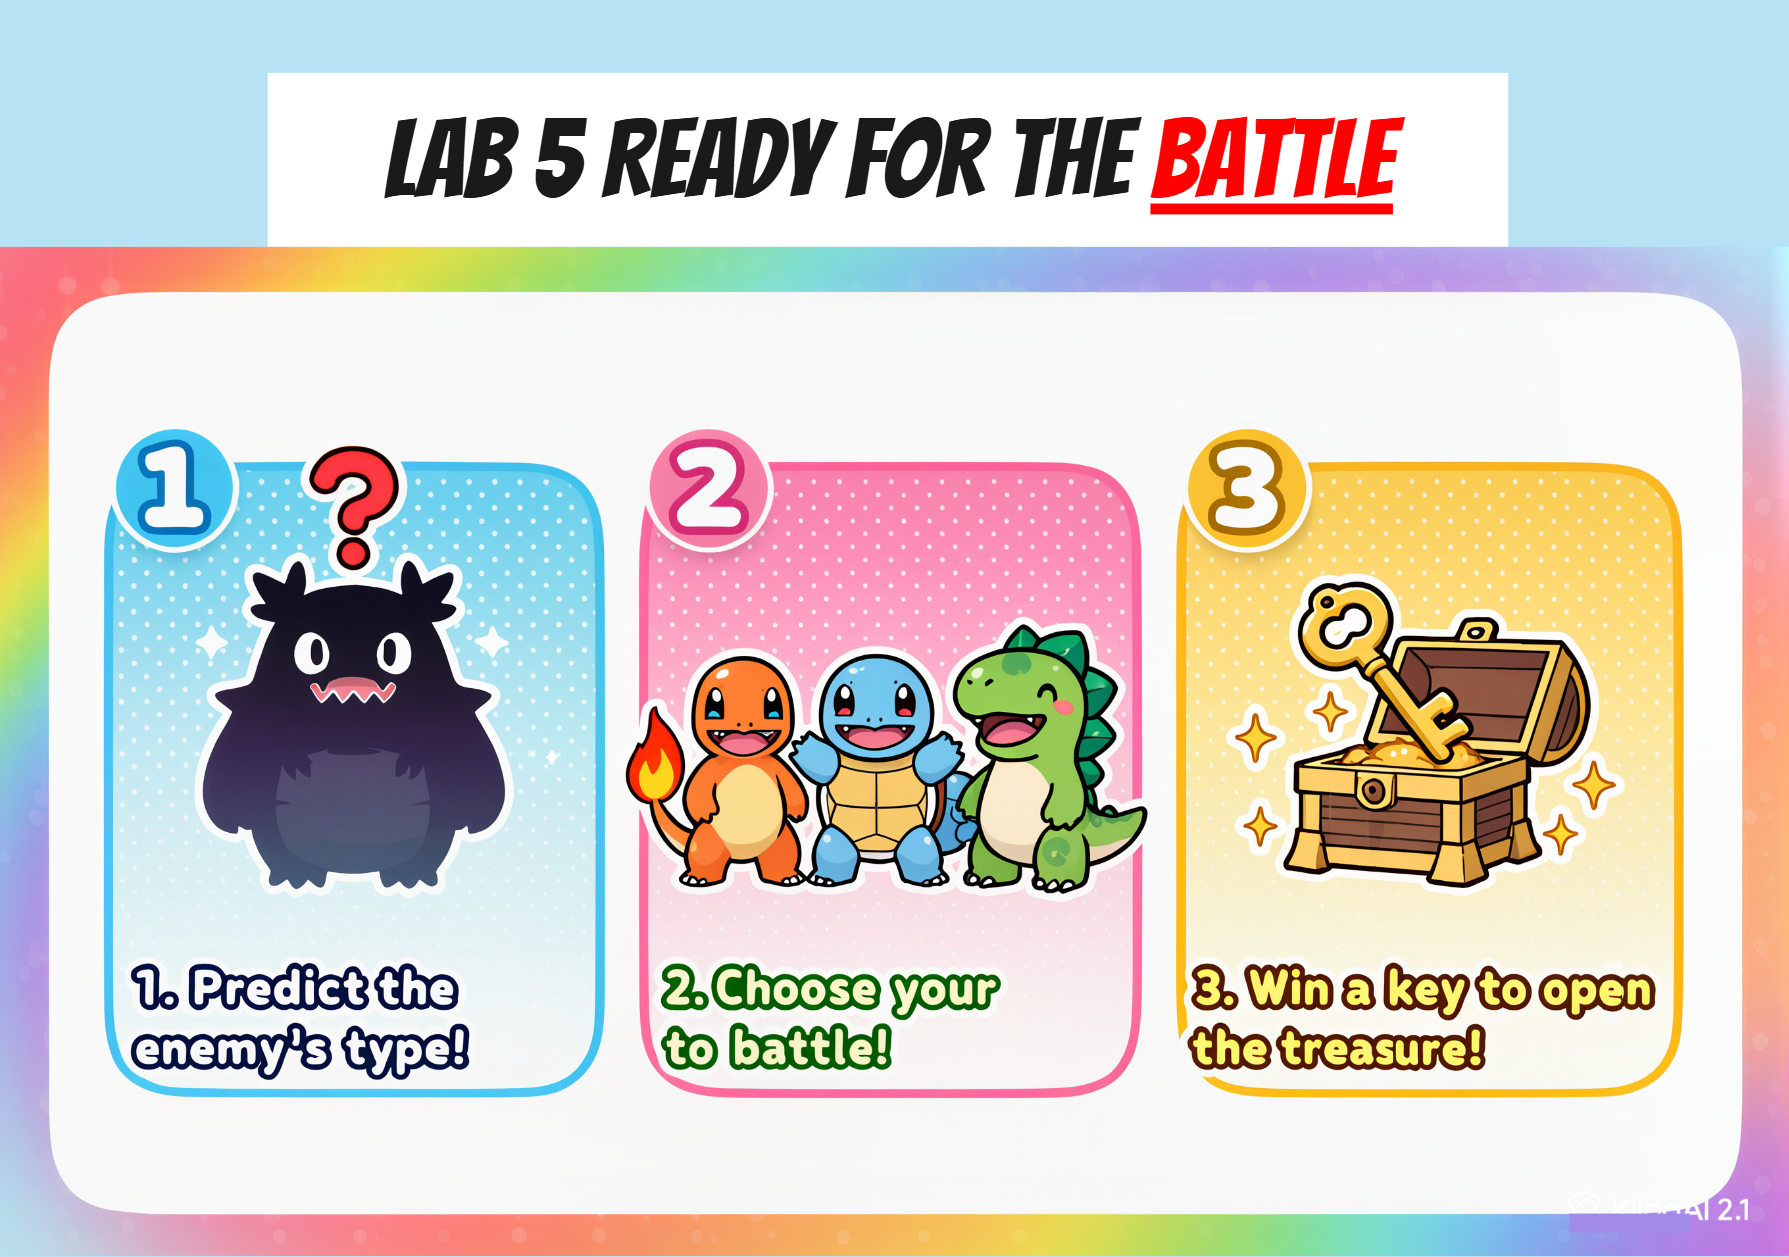 LAB 5 READY FOR THE BATTLE
1
?
2
3
1. Predict the
enemy's type!
2. Choose your
to battle!
3. Win a key to open
the treasure!
AI 2.1